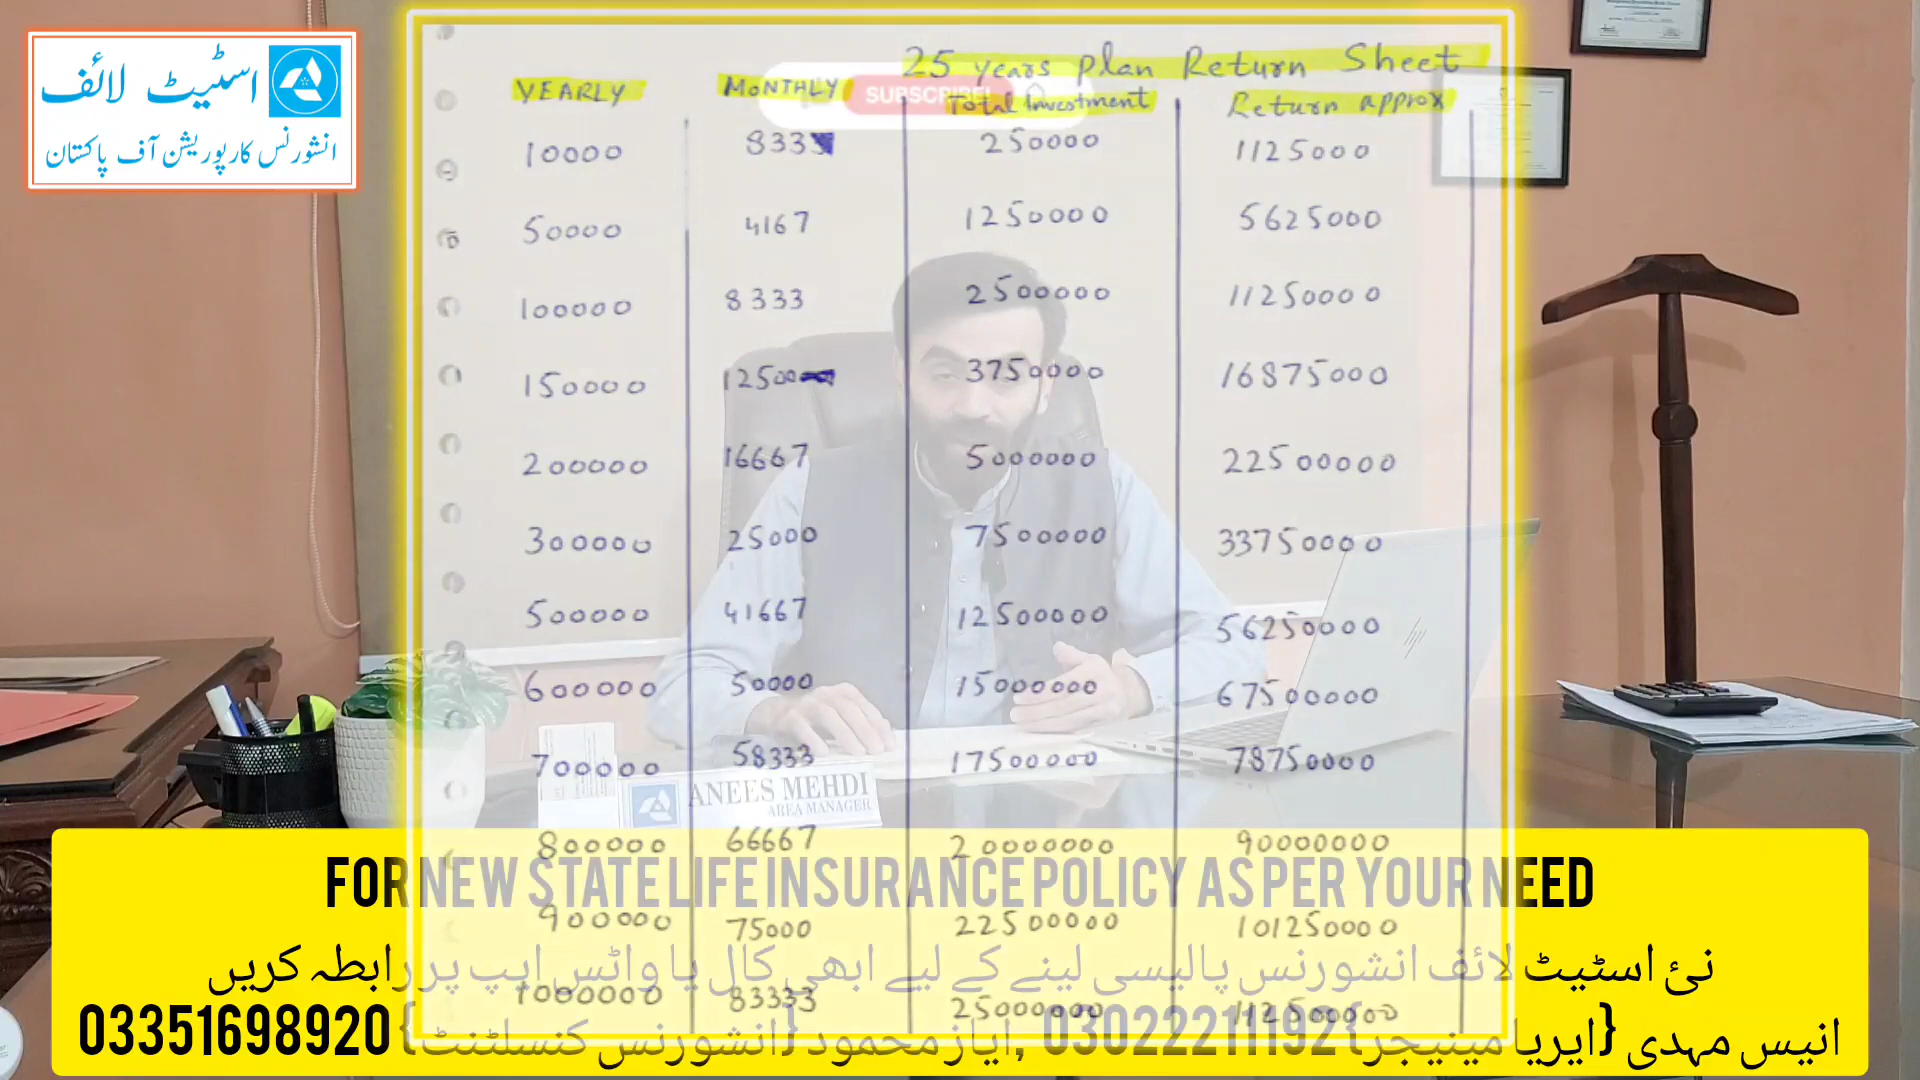 اسٹیٹ لائف
انشورنس کارپوریشن آف پاکستان
25 years plan Return Sheet
YEARLY MONTHLY Total Investment Return approx
SUBSCRIBE
10000 833 250000 1125000
50000 4167 1250000 5625000
100000 8333 2500000 11250000
150000 12500 3750000 16875000
200000 16667 5000000 22500000
300000 25000 7500000 33750000
500000 41667 12500000 56250000
600000 50000 15000000 67500000
700000 58333 17500000 78750000
ANEES MEHDI
AREA MANAGER
800000 66667 20000000 90000000
FOR NEW STATE LIFE INSURANCE POLICY AS PER YOUR NEED
900000 75000 22500000 101250000
نئ اسٹیٹ لائف انشورنس پالیسی لینے کے لیے ابھی کال یا واٹس ایپ پر رابطہ کریں
1000000 83333 25000000 112500000
انیس مہدی {ایریا مینیجر} 03022211192 , ایاز محمود {انشورنس کنسلٹنٹ} 03351698920